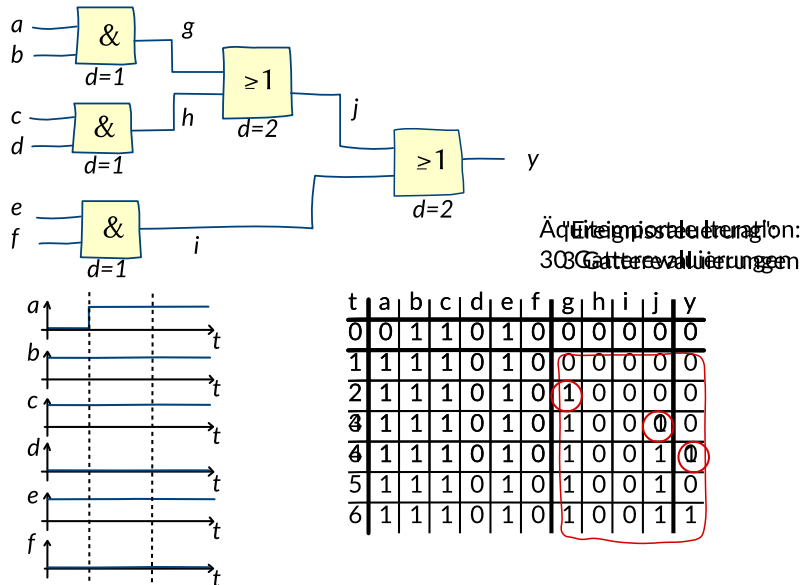 a
b
&
d=1
g
c
d
&
d=1
h
≥1
d=2
j
≥1
d=2
y
e
f
&
d=1
i
a
t
b
t
c
t
d
t
e
t
f
t
t a b c d e f g h i j y
0 0 1 1 0 1 0 0 0 0 0 0
1 1 1 1 0 1 0 0 0 0 0 0
2 1 1 1 0 1 0 1 0 0 0 0
1 1 1 0 1 0 1 0 0
1 1 1 0 1 0 1 0 0 1
5 1 1 1 0 1 0 1 0 0 1 0
6 1 1 1 0 1 0 1 0 0 1 1